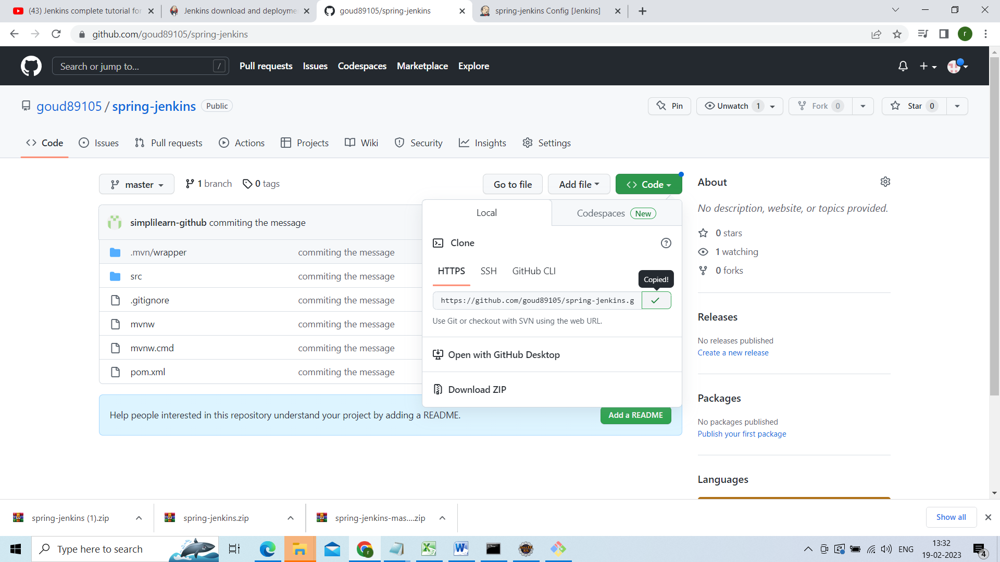 (43) Jenkins complete tutorial for
Jenkins download and deployme
goud89105/spring-jenkins
spring-jenkins Config [Jenkins]
github.com/goud89105/spring-jenkins
r
Search or jump to...
/
Pull requests
Issues
Codespaces
Marketplace
Explore
goud89105 / spring-jenkins
Public
Pin
Unwatch 1
Fork 0
Star 0
Code
Issues
Pull requests
Actions
Projects
Wiki
Security
Insights
Settings
master
1 branch
0 tags
Go to file
Add file
Code
simplilearn-github commiting the message
.mvn/wrapper commiting the message
src commiting the message
.gitignore commiting the message
mvnw commiting the message
mvnw.cmd commiting the message
pom.xml commiting the message
Local
Codespaces New
Clone
HTTPS
SSH
GitHub CLI
Copied!
https://github.com/goud89105/spring-jenkins.g
Use Git or checkout with SVN using the web URL.
Open with GitHub Desktop
Download ZIP
Help people interested in this repository understand your project by adding a README.
Add a README
About
No description, website, or topics provided.
0 stars
1 watching
0 forks
Releases
No releases published
Create a new release
Packages
No packages published
Publish your first package
Languages
spring-jenkins (1).zip
spring-jenkins.zip
spring-jenkins-mas....zip
Show all
Type here to search
r
ENG
13:32
19-02-2023
4